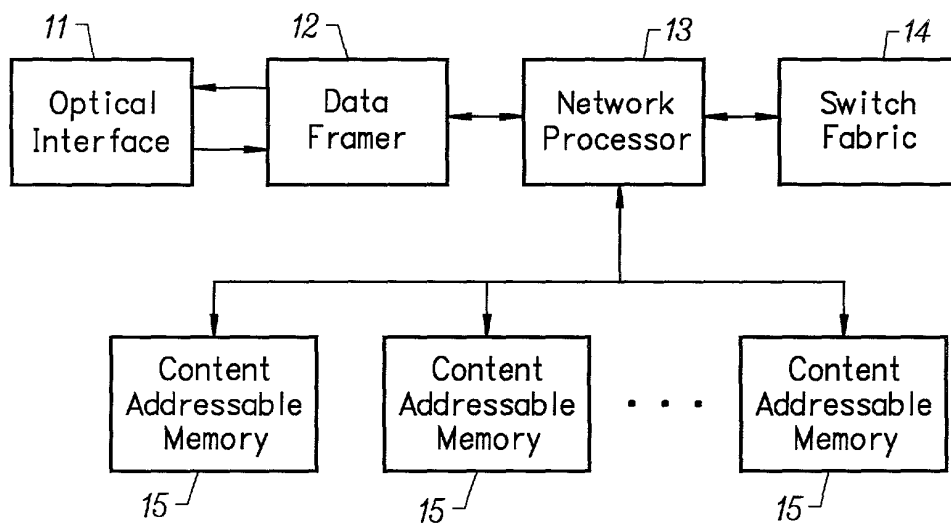 11
12
13
14
Optical
Interface
Data
Framer
Network
Processor
Switch
Fabric
Content
Addressable
Memory
Content
Addressable
Memory
. . .
Content
Addressable
Memory
15
15
15